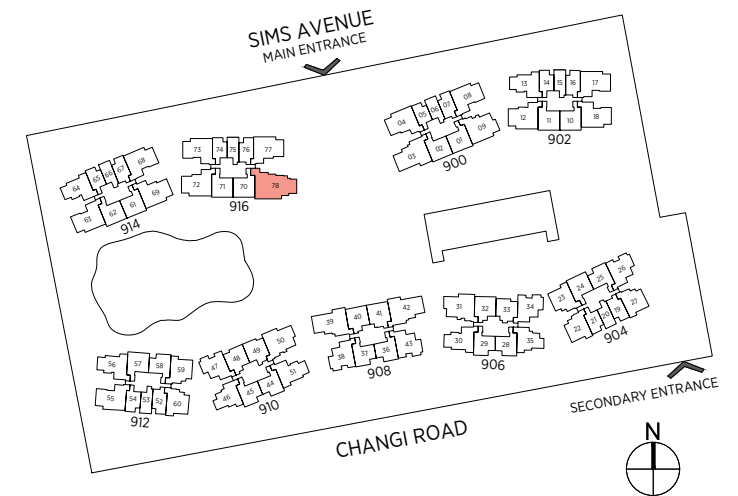 SIMS AVENUE
MAIN ENTRANCE
04 05 06 07 08
03 02 01 09
900
13 14 15 16 17
12 11 10 18
902
73 74 75 76 77
72 71 70 78
916
64 65 66 67 68
63 62 61 69
914
23 24 25 26
22 21 20 19 27
904
39 40 41 42
38 37 36 43
908
31 32 33 34
30 29 28 35
906
47 48 49 50
46 45 44 51
910
56 57 58 59
55 54 53 52 60
912
SECONDARY ENTRANCE
CHANGI ROAD
N